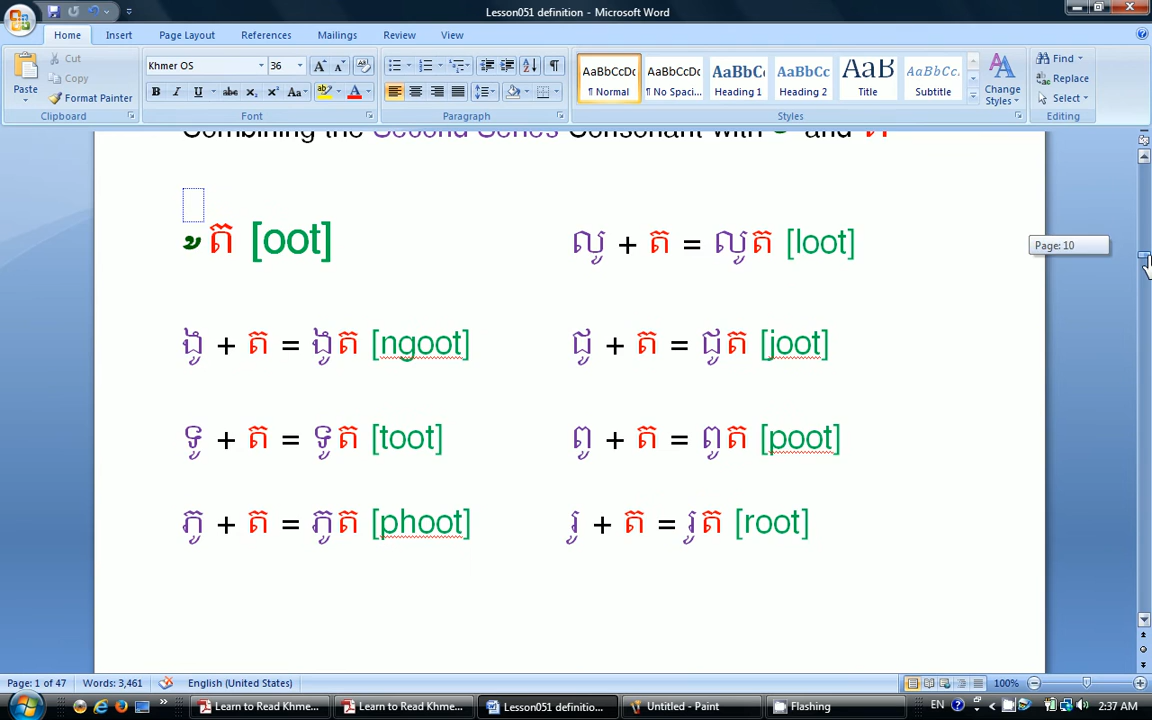 Lesson051 definition - Microsoft Word
Home Insert Page Layout References Mailings Review View
Paste Cut Copy Format Painter Clipboard
Khmer OS 36 Font
Paragraph
AaBbCcDc ¶ Normal AaBbCcDc ¶ No Spaci... AaBbCc Heading 1 AaBbCc Heading 2 AaB Title AaBbCc. Subtitle Change Styles Styles
Find Replace Select Editing
Combining the Second Series Consonant with and ត
ត [oot] លូ + ត = លូត [loot]
Page: 10
ងូ + ត = ងូត [ngoot] ជូ + ត = ជូត [joot]
ទូ + ត = ទូត [toot] ពូ + ត = ពូត [poot]
ភូ + ត = ភូត [phoot] រូ + ត = រូត [root]
Page: 1 of 47 Words: 3,461 English (United States) 100%
Learn to Read Khme... Learn to Read Khme... Lesson051 definitio... Untitled - Paint Flashing EN 2:37 AM